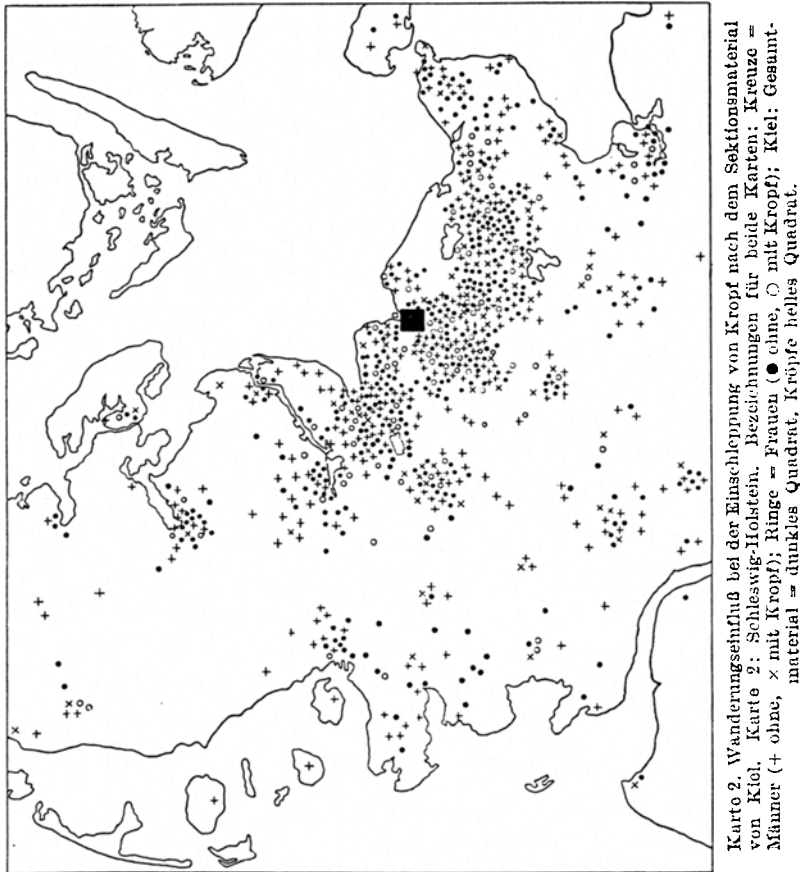 Karte 2. Wanderungseinfluß bei der Einschleppung von Kropf nach dem Sektionsmaterial
von Kiel. Karte 2: Schleswig-Holstein. Bezeichnungen für beide Karten: Kreuze =
Männer (+ ohne, × mit Kropf); Ringe = Frauen (● ohne, ○ mit Kropf); Kiel: Gesamt-
material = dunkles Quadrat, Kröpfe helles Quadrat.